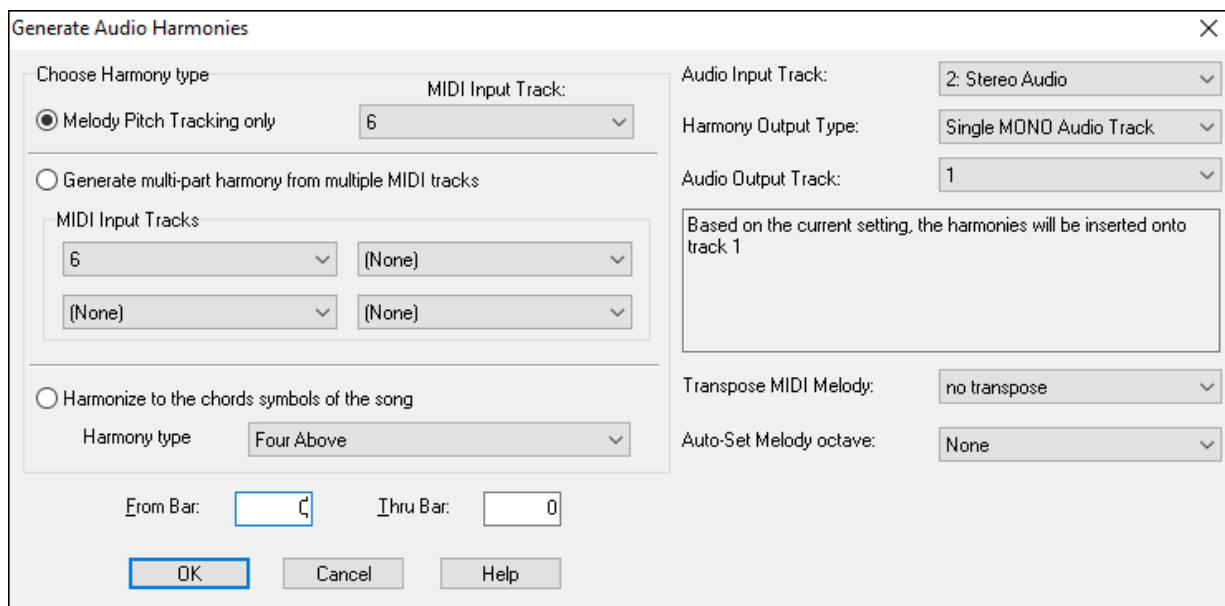 Generate Audio Harmonies
Choose Harmony type
MIDI Input Track:
Melody Pitch Tracking only
6
Generate multi-part harmony from multiple MIDI tracks
MIDI Input Tracks
6
(None)
(None)
(None)
Harmonize to the chords symbols of the song
Harmony type
Four Above
From Bar:
Thru Bar:
0
OK
Cancel
Help
Audio Input Track:
2: Stereo Audio
Harmony Output Type:
Single MONO Audio Track
Audio Output Track:
1
Based on the current setting, the harmonies will be inserted onto
track 1
Transpose MIDI Melody:
no transpose
Auto-Set Melody octave:
None